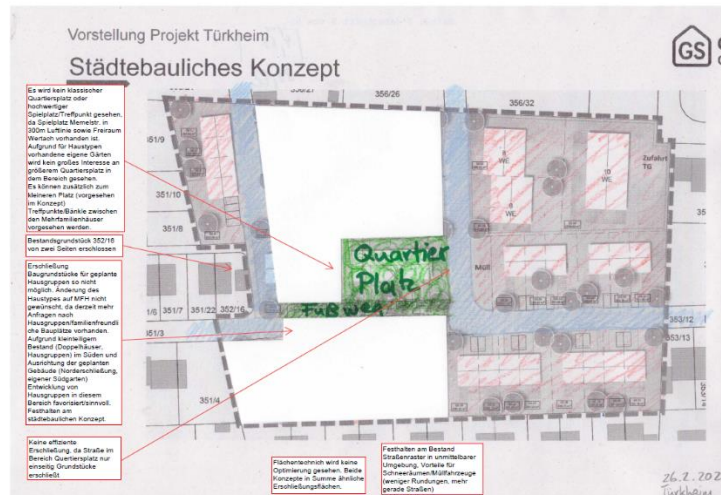 Vorstellung Projekt Türkheim
Städtebauliches Konzept
GS
Es wird kein klassischer
Quartiersplatz oder
hochwertiger
Spielplatz/Treffpunkt gesehen,
da Spielplatz Memelstr. in
300m Luftlinie sowie Freiraum
Wertach vorhanden ist.
Aufgrund für Haustypen
vorhandene eigene Gärten
wird kein großes Interesse an
größerem Quartiersplatz in
dem Bereich gesehen.
Es können zusätzlich zum
kleineren Platz (vorgesehen
im Konzept)
Treffpunkte/Bänkle zwischen
den Mehrfamilienhäuser
vorgesehen werden.
Bestandsgrundstück 352/16
von zwei Seiten erschlossen
Erschließung
Baugrundstücke für geplante
Hausgruppen so nicht
möglich. Änderung des
Haustypes auf MFH nicht
gewünscht, da derzeit mehr
Anfragen nach
Hausgruppen/familienfreundli
che Bauplätze vorhanden.
Aufgrund kleinteiligem
Bestand (Doppelhäuser,
Hausgruppen) im Süden und
Ausrichtung der geplanten
Gebäude (Norderschließung,
eigener Südgarten)
Entwicklung von
Hausgruppen in diesem
Bereich favorisiert/sinnvoll.
Festhalten am
städtebaulichen Konzept.
Keine effiziente
Erschließung, da Straße im
Bereich Quertiersplatz nur
einseitig Grundstücke
erschließt
Flächentechnich wird keine
Optimierung gesehen. Beide
Konzepte in Summe ähnliche
Erschließungsflächen.
Festhalten am Bestand
Straßenraster in unmittelbarer
Umgebung, Vorteile für
Schneeräumen/Müllfahrzeuge
(weniger Rundungen, mehr
gerade Straßen)
356/27
356/26
356/32
351/9
351/10
351/8
351/7
351/22
352/16
351/3
351/4
353/12
353/13
8
WE
8
WE
10
WE
Zufahrt
TG
Müll
Quartier
Platz
Fußweg
26.2.202
Türkheim